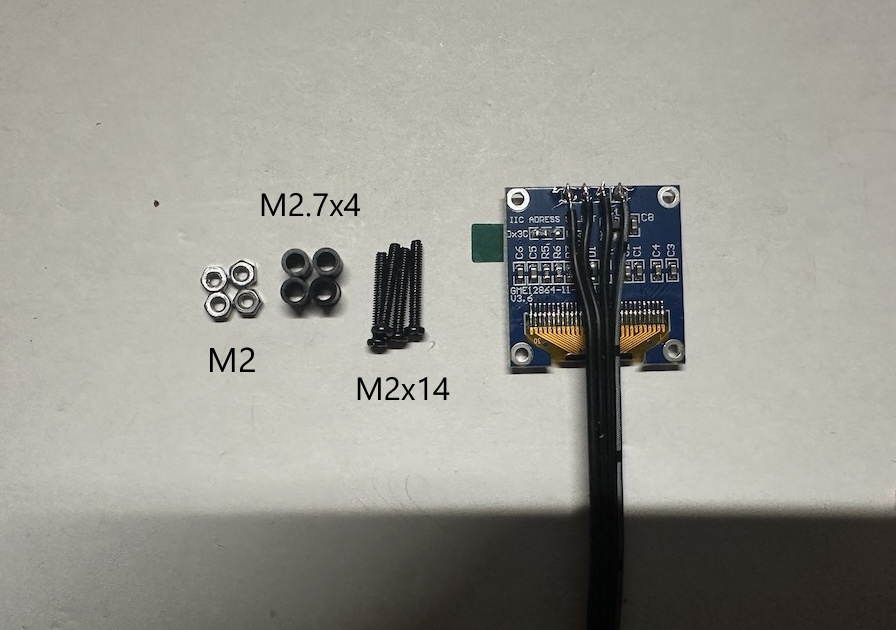 M2.7x4
M2
M2x14
IIC ADRESS
0x3C
C8
C6 C5 R5 R6
C1 C4 C3
GME12864-11
V3.6